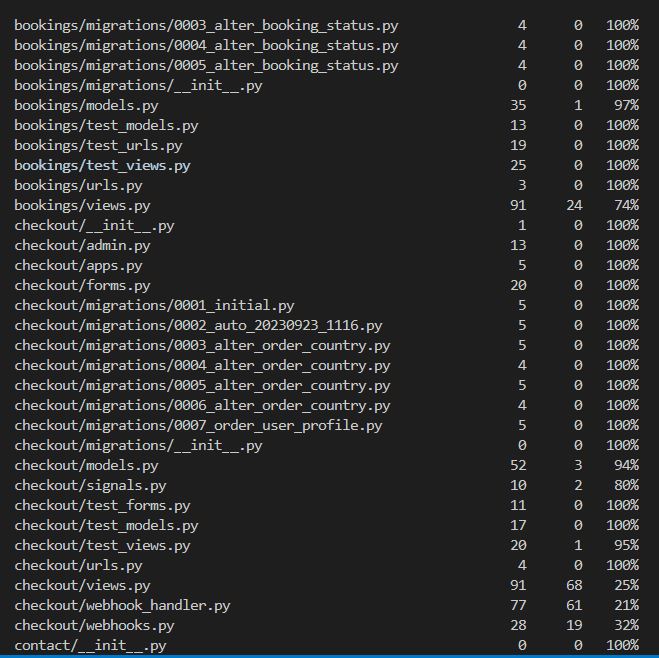 bookings/migrations/0003_alter_booking_status.py 4 0 100%
bookings/migrations/0004_alter_booking_status.py 4 0 100%
bookings/migrations/0005_alter_booking_status.py 4 0 100%
bookings/migrations/__init__.py 0 0 100%
bookings/models.py 35 1 97%
bookings/test_models.py 13 0 100%
bookings/test_urls.py 19 0 100%
bookings/test_views.py 25 0 100%
bookings/urls.py 3 0 100%
bookings/views.py 91 24 74%
checkout/__init__.py 1 0 100%
checkout/admin.py 13 0 100%
checkout/apps.py 5 0 100%
checkout/forms.py 20 0 100%
checkout/migrations/0001_initial.py 5 0 100%
checkout/migrations/0002_auto_20230923_1116.py 5 0 100%
checkout/migrations/0003_alter_order_country.py 5 0 100%
checkout/migrations/0004_alter_order_country.py 4 0 100%
checkout/migrations/0005_alter_order_country.py 5 0 100%
checkout/migrations/0006_alter_order_country.py 4 0 100%
checkout/migrations/0007_order_user_profile.py 5 0 100%
checkout/migrations/__init__.py 0 0 100%
checkout/models.py 52 3 94%
checkout/signals.py 10 2 80%
checkout/test_forms.py 11 0 100%
checkout/test_models.py 17 0 100%
checkout/test_views.py 20 1 95%
checkout/urls.py 4 0 100%
checkout/views.py 91 68 25%
checkout/webhook_handler.py 77 61 21%
checkout/webhooks.py 28 19 32%
contact/__init__.py 0 0 100%